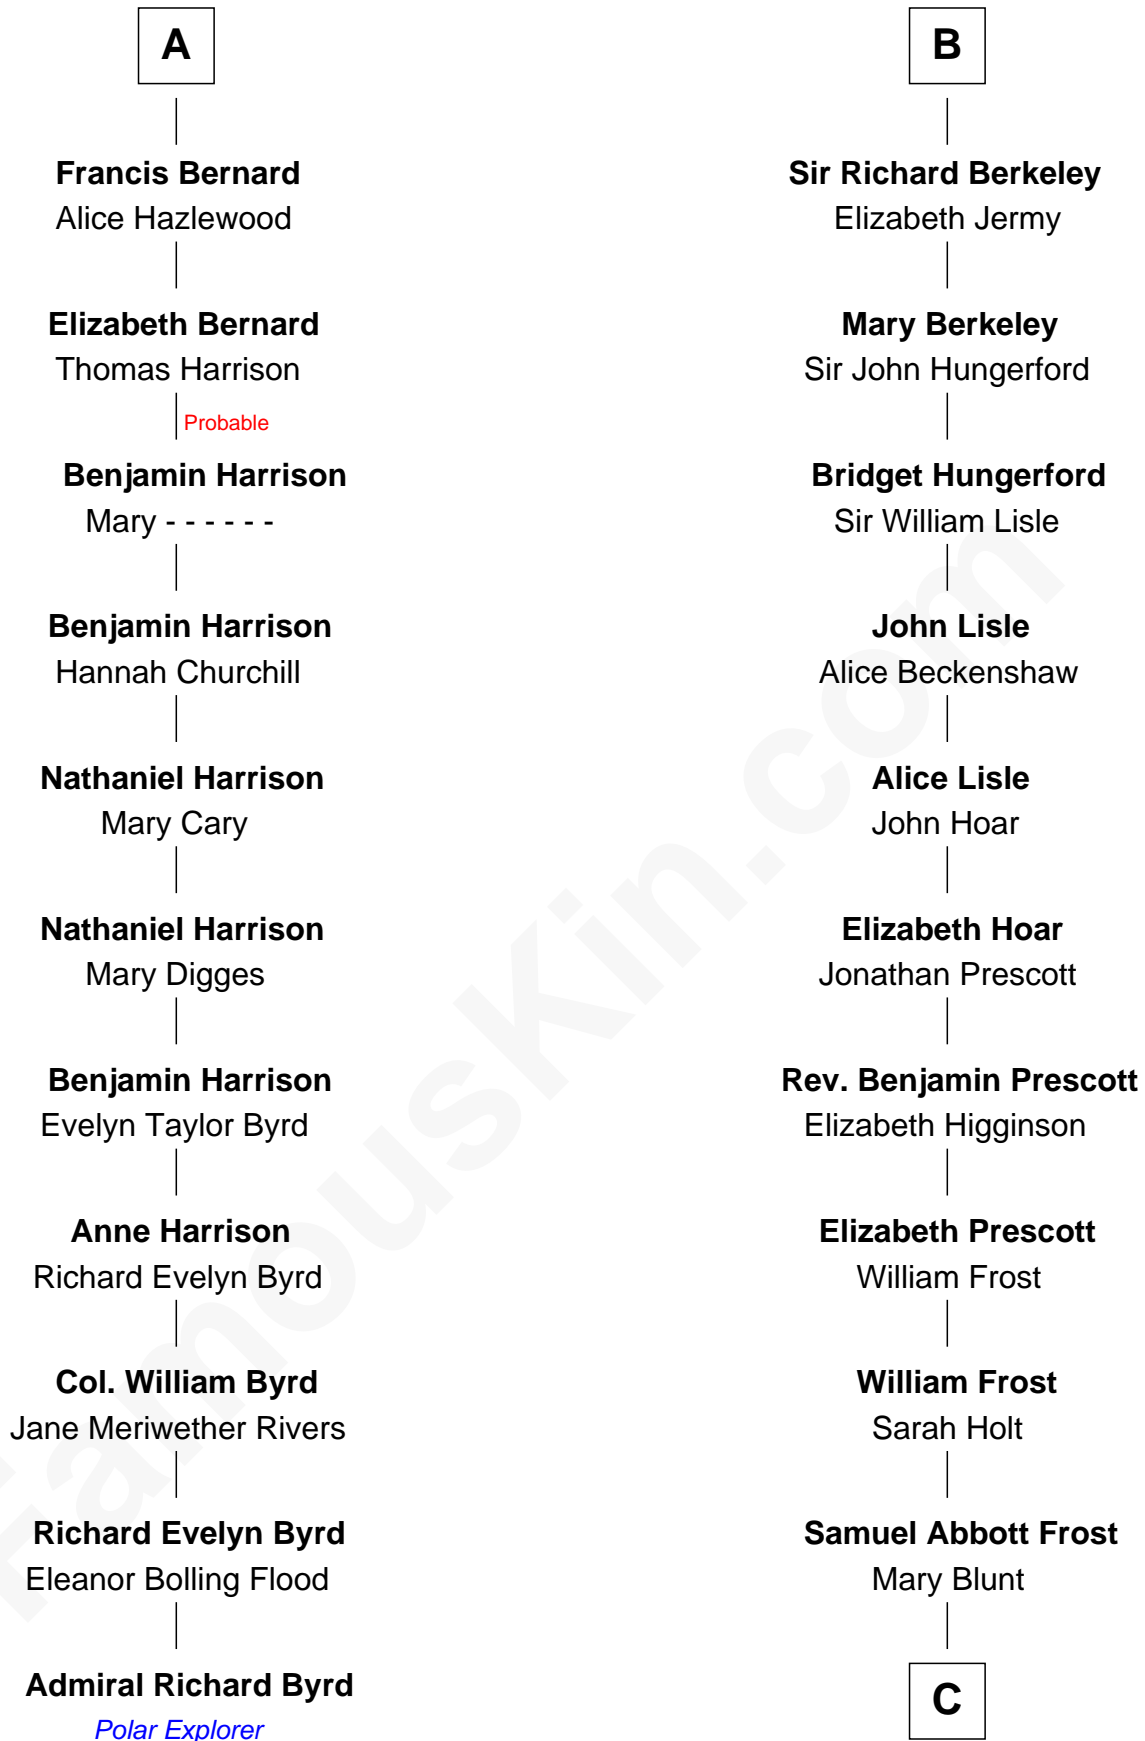 A
Francis Bernard
Alice Hazlewood
Elizabeth Bernard
Thomas Harrison
Probable
Benjamin Harrison
Mary - - - - - -
Benjamin Harrison
Hannah Churchill
Nathaniel Harrison
Mary Cary
Nathaniel Harrison
Mary Digges
Benjamin Harrison
Evelyn Taylor Byrd
Anne Harrison
Richard Evelyn Byrd
Col. William Byrd
Jane Meriwether Rivers
Richard Evelyn Byrd
Eleanor Bolling Flood
Admiral Richard Byrd
Polar Explorer
B
Sir Richard Berkeley
Elizabeth Jermy
Mary Berkeley
Sir John Hungerford
Bridget Hungerford
Sir William Lisle
John Lisle
Alice Beckenshaw
Alice Lisle
John Hoar
Elizabeth Hoar
Jonathan Prescott
Rev. Benjamin Prescott
Elizabeth Higginson
Elizabeth Prescott
William Frost
William Frost
Sarah Holt
Samuel Abbott Frost
Mary Blunt
C
FamousKin.com